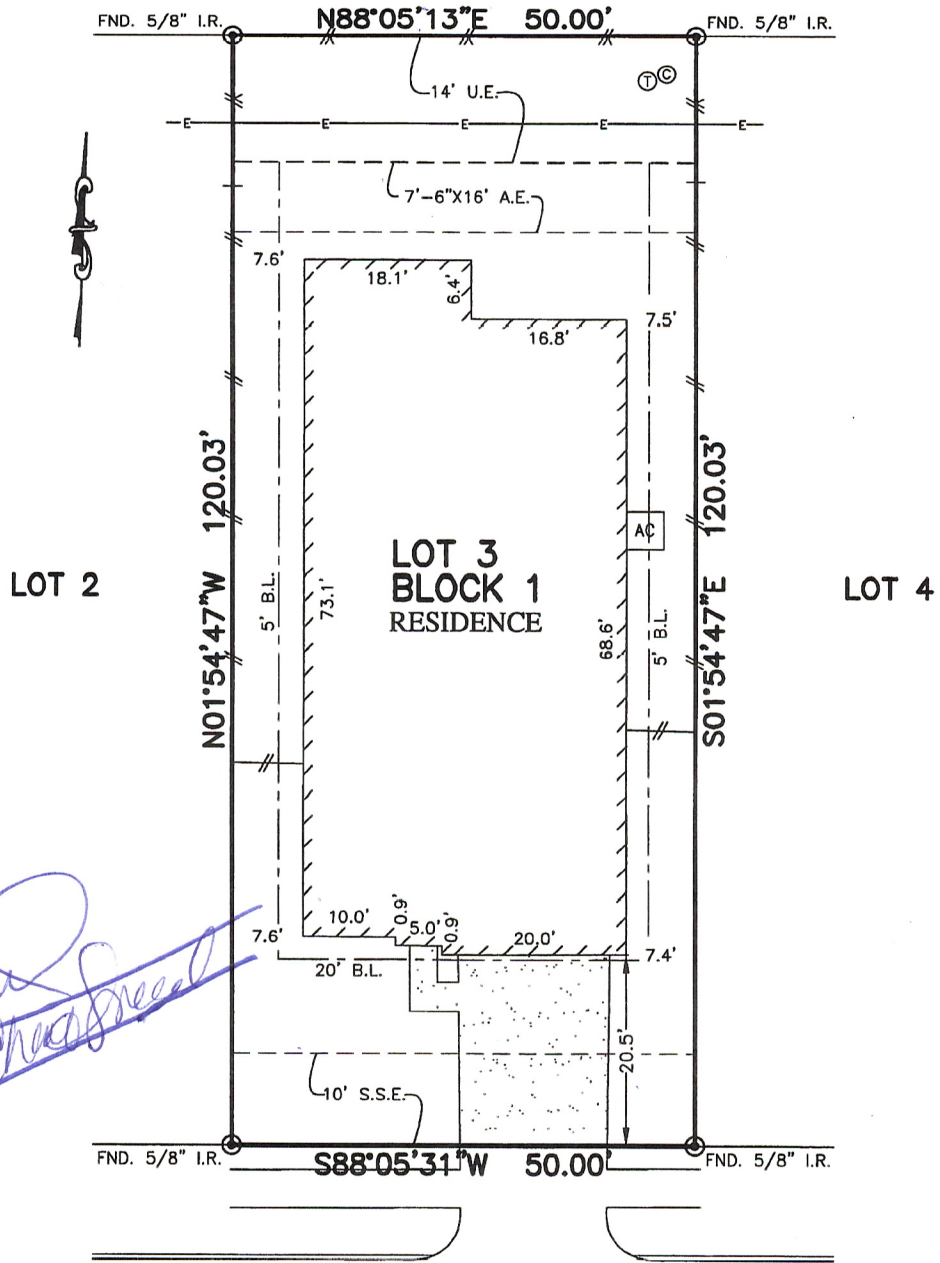 FND. 5/8" I.R.
N88°05'13"E 50.00'
FND. 5/8" I.R.
T C
14' U.E.
E E E E E
7'-6"X16' A.E.
7.6'
18.1'
6.4'
16.8'
7.5'
N01°54'47"W 120.03'
S01°54'47"E 120.03'
AC
LOT 2
LOT 3
BLOCK 1
RESIDENCE
LOT 4
5' B.L.
73.1'
68.6'
5' B.L.
7.6'
10.0'
0.9'
5.0'
0.9'
20.0'
7.4'
20' B.L.
20.5'
10' S.S.E.
FND. 5/8" I.R.
S88°05'31"W 50.00'
FND. 5/8" I.R.